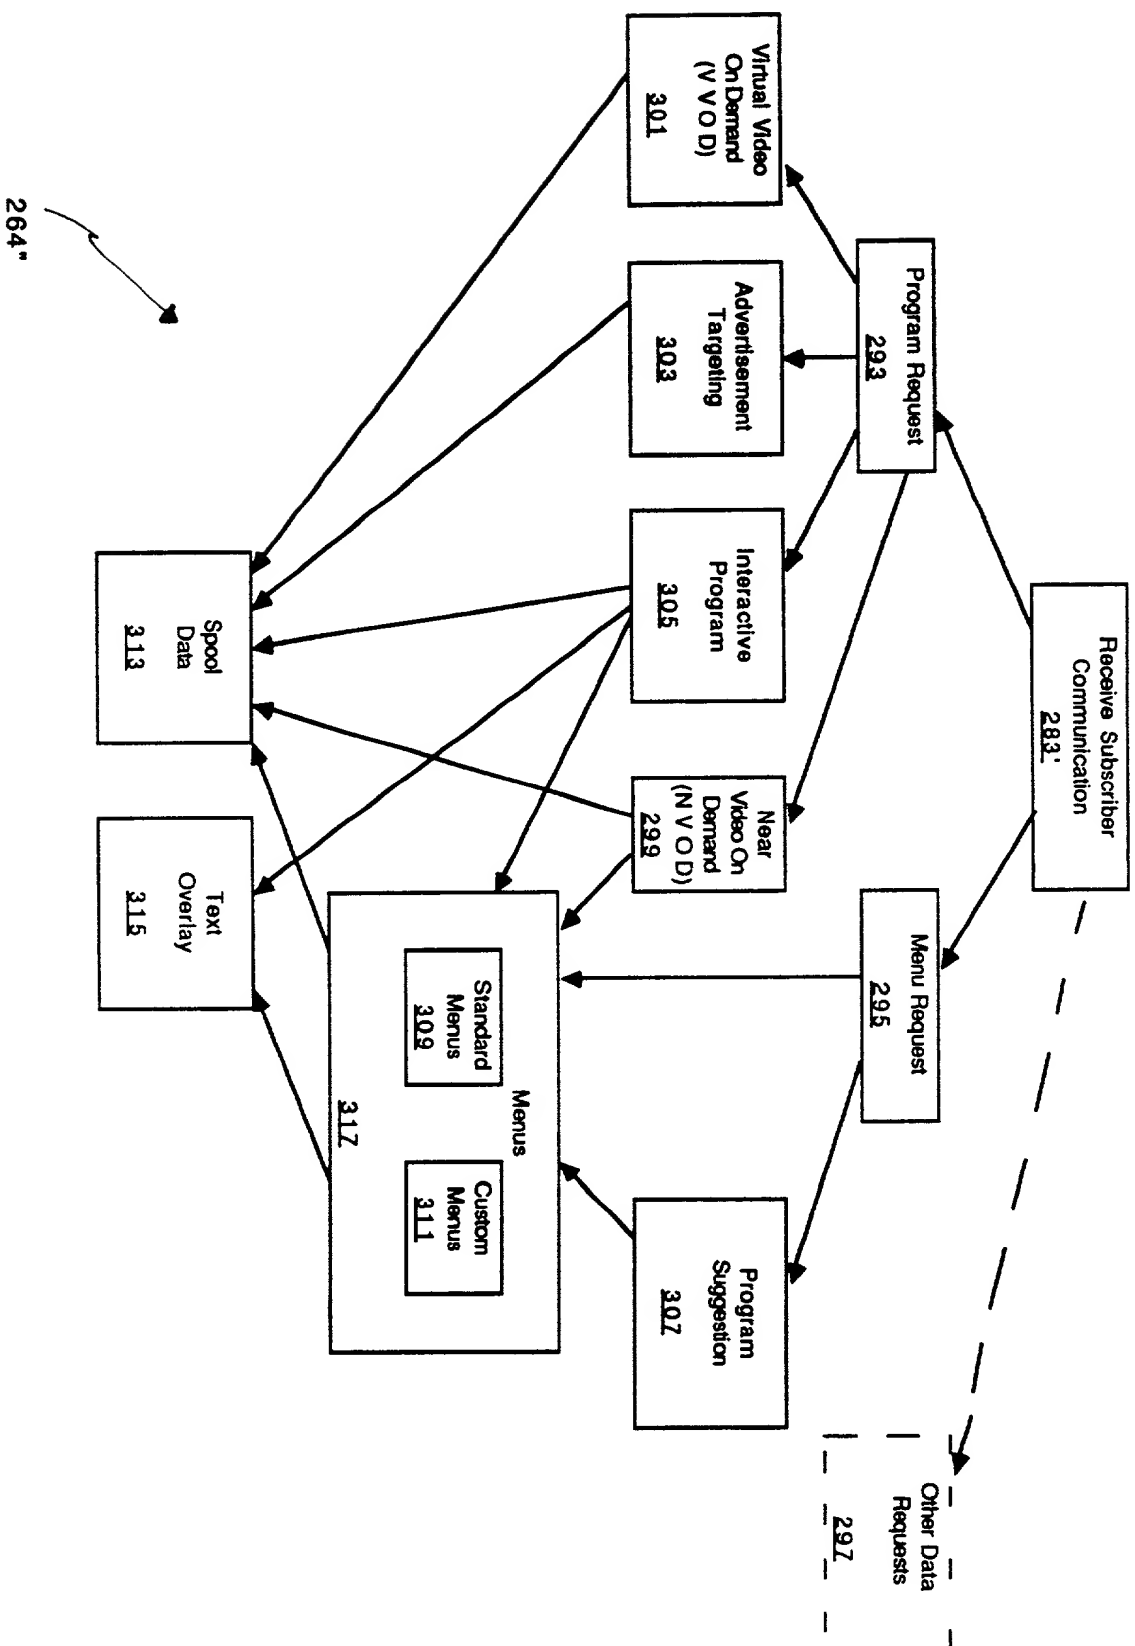 Receive Subscriber
Communication
283'
Program Request
293
Menu Request
295
Other Data
Requests
297
Virtual Video
On Demand
(V V O D)
301
Advertisement
Targeting
303
Interactive
Program
305
Near
Video On
Demand
(N V O D)
299
Program
Suggestion
307
Menus
Standard
Menus
309
Custom
Menus
311
317
Spool
Data
313
Text
Overlay
315
264"